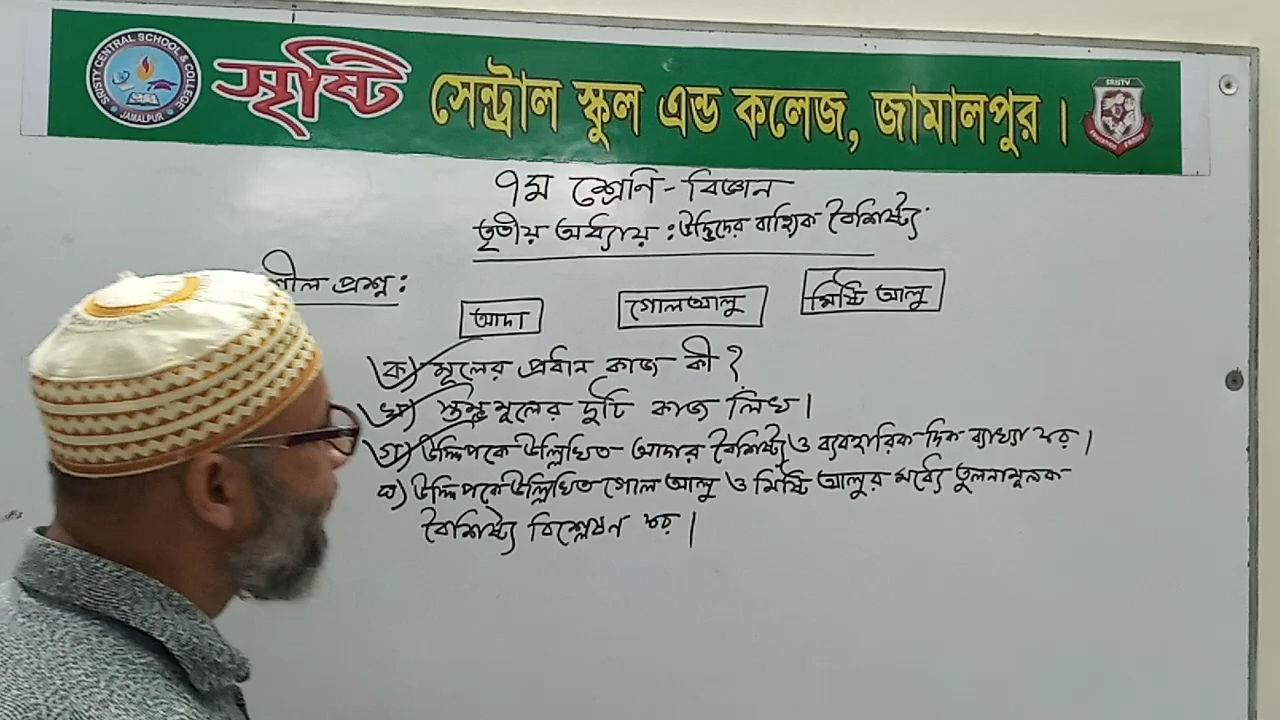 SRISTY CENTRAL SCHOOL & COLLEGE
JAMALPUR
সৃষ্টি সেন্ট্রাল স্কুল এন্ড কলেজ, জামালপুর।
SRISTY
৭ম শ্রেণি - বিজ্ঞান
তৃতীয় অধ্যায় : উদ্ভিদের বাহ্যিক বৈশিষ্ট্য
শীল প্রশ্ন :
আদা গোলআলু মিষ্টি আলু
ক) মূলের প্রধান কাজ কী?
খ) স্তম্ভমূলের দুটি কাজ লিখ।
গ) উদ্দিপকে উল্লিখিত আদার বৈশিষ্ট্য ও ব্যবহারিক দিক ব্যাখ্যা কর।
ঘ) উদ্দিপকে উল্লিখিত গোল আলু ও মিষ্টি আলুর মধ্যে তুলনামূলক
বৈশিষ্ট্য বিশ্লেষণ কর।